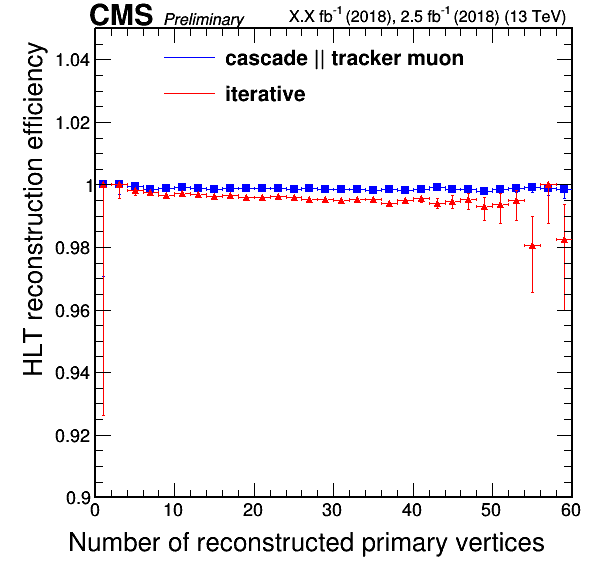 CMS Preliminary X.X fb-1 (2018), 2.5 fb-1 (2018) (13 TeV)
cascade || tracker muon
iterative
HLT reconstruction efficiency
1.04
1.02
1
0.98
0.96
0.94
0.92
0.9
0 10 20 30 40 50 60
Number of reconstructed primary vertices